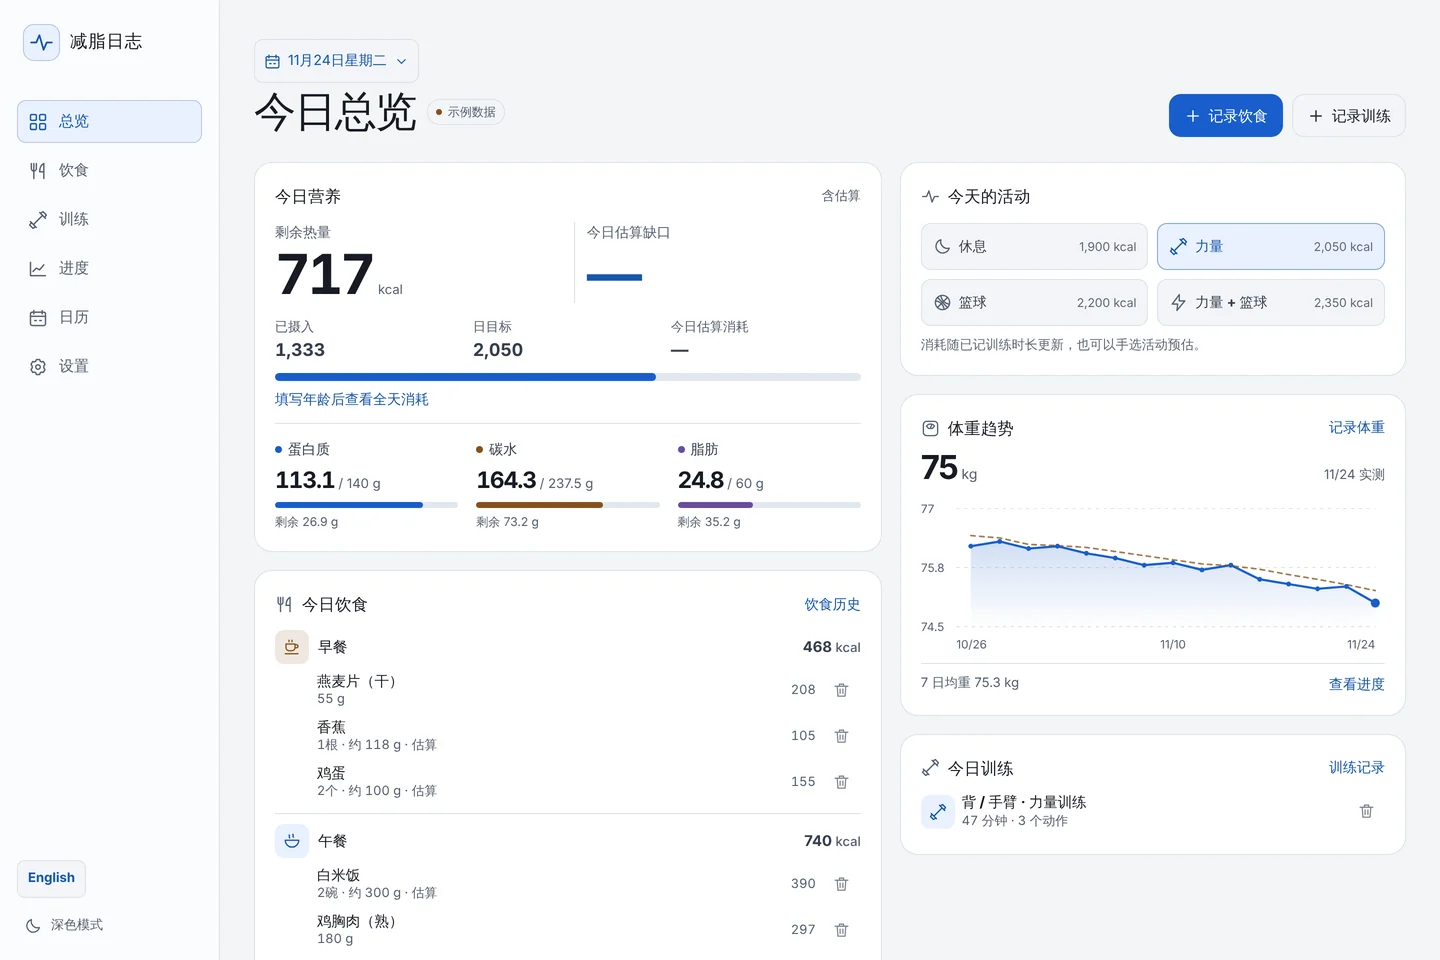 减脂日志
总览
饮食
训练
进度
日历
设置
English
深色模式
11月24日星期二
今日总览
示例数据
+ 记录饮食
+ 记录训练
今日营养
含估算
剩余热量
717 kcal
今日估算缺口
—
已摄入
1,333
日目标
2,050
今日估算消耗
—
填写年龄后查看全天消耗
蛋白质
113.1 / 140 g
剩余 26.9 g
碳水
164.3 / 237.5 g
剩余 73.2 g
脂肪
24.8 / 60 g
剩余 35.2 g
今日饮食
饮食历史
早餐
468 kcal
燕麦片（干）
55 g
208
香蕉
1根 · 约 118 g · 估算
105
鸡蛋
2个 · 约 100 g · 估算
155
午餐
740 kcal
白米饭
2碗 · 约 300 g · 估算
390
鸡胸肉（熟）
180 g
297
今天的活动
休息
1,900 kcal
力量
2,050 kcal
篮球
2,200 kcal
力量 + 篮球
2,350 kcal
消耗随已记训练时长更新，也可以手选活动预估。
体重趋势
记录体重
75 kg
11/24 实测
77
75.8
74.5
10/26
11/10
11/24
7 日均重 75.3 kg
查看进度
今日训练
训练记录
背 / 手臂 · 力量训练
47 分钟 · 3 个动作